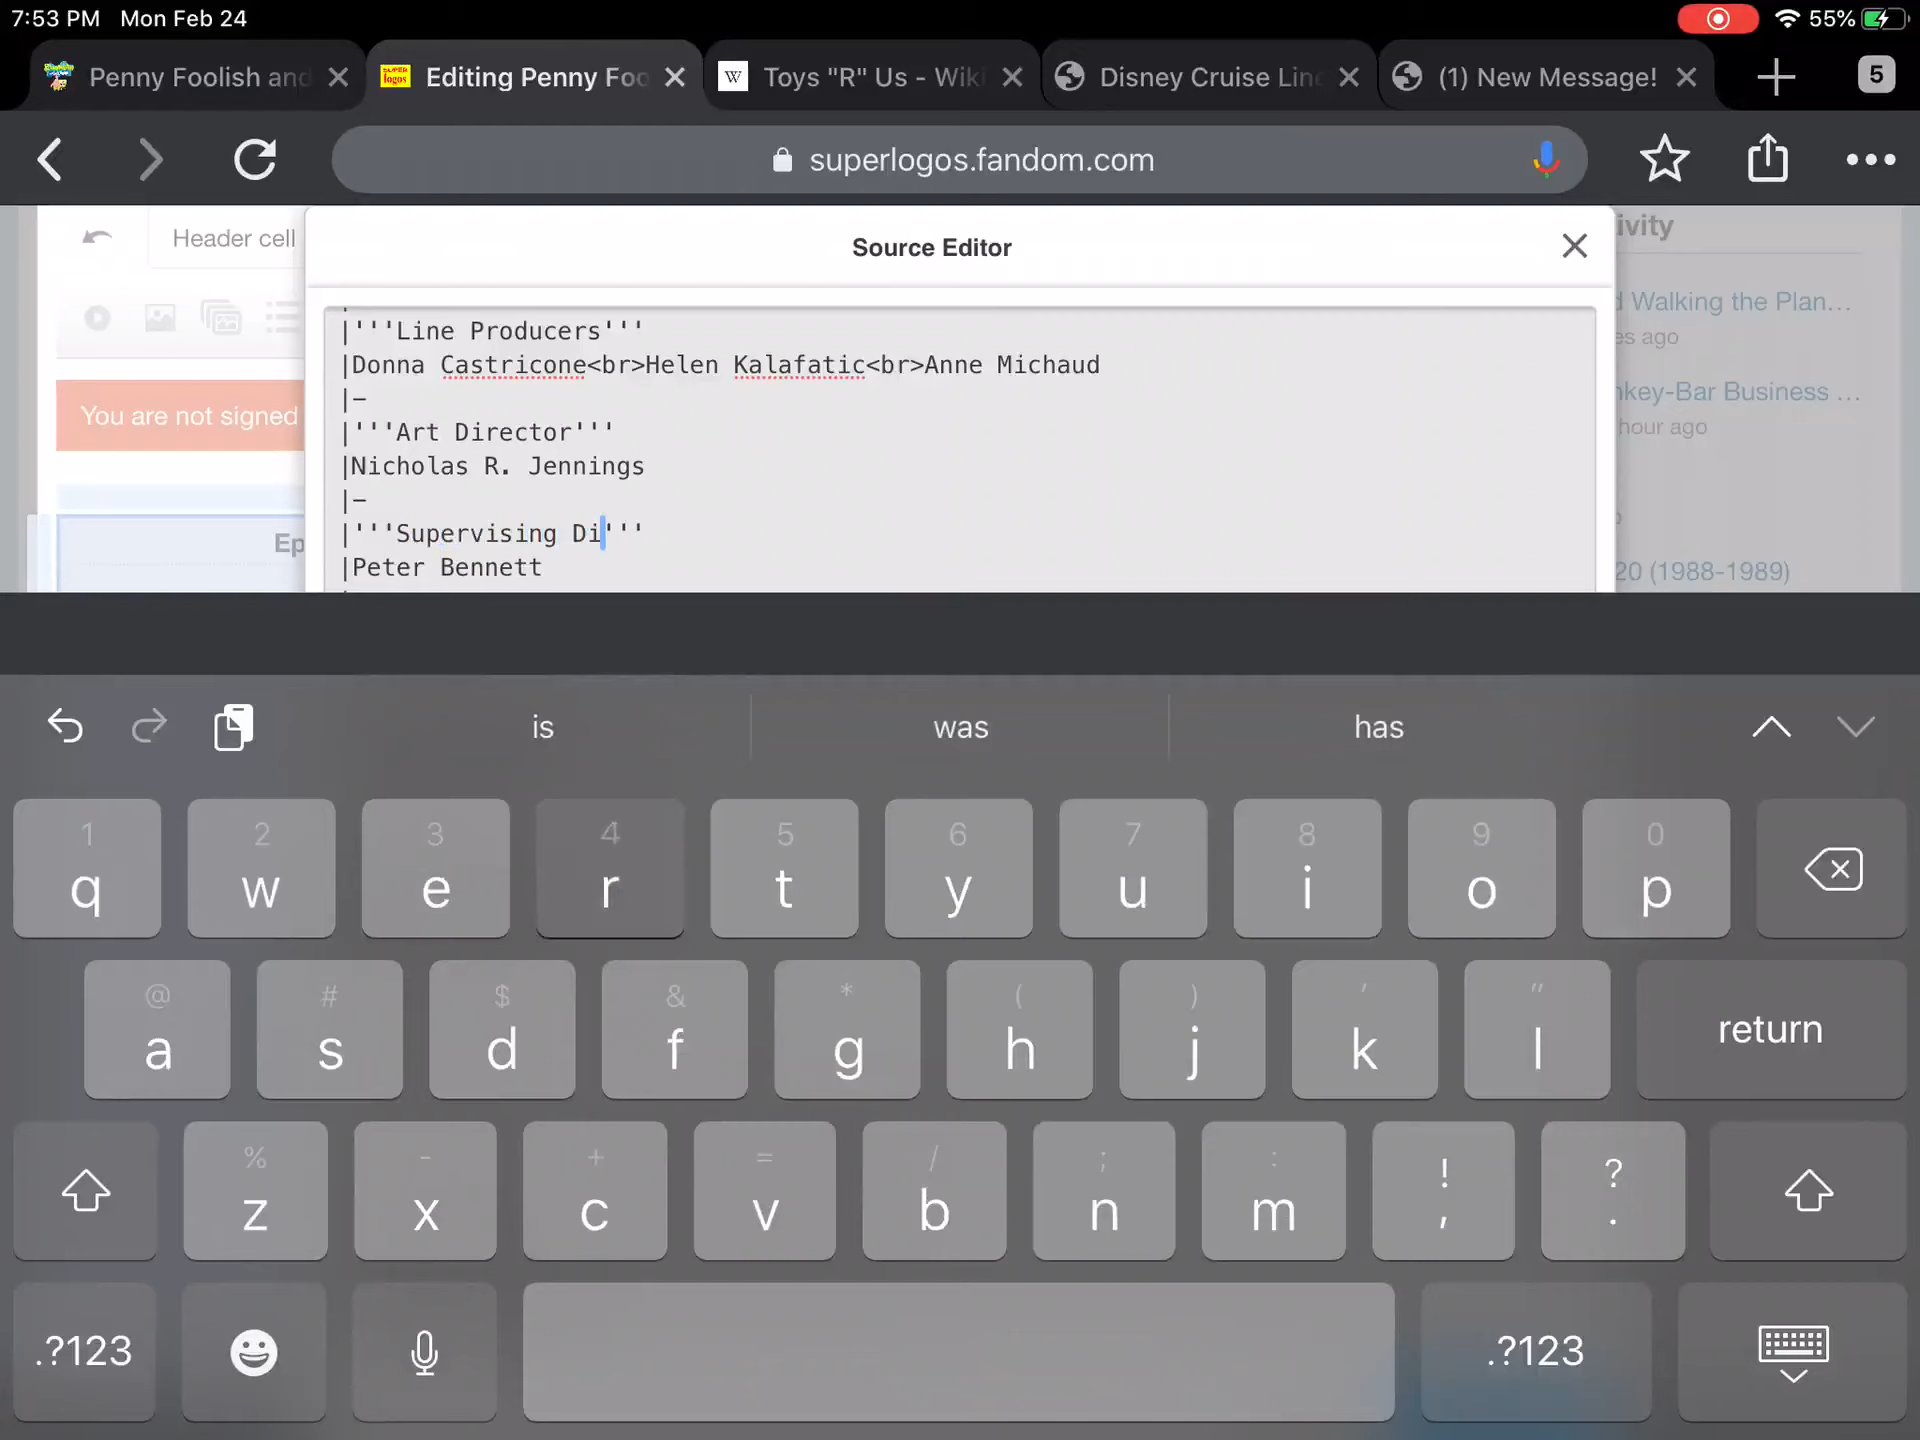 7:53 PM Mon Feb 24
55%
Penny Foolish and
SUPER logos
Editing Penny Foo
W
Toys "R" Us - Wiki
Disney Cruise Line
(1) New Message!
5
superlogos.fandom.com
Header cell
Source Editor
ivity
|'''Line Producers'''
|Donna Castricone<br>Helen Kalafatic<br>Anne Michaud
|-
|'''Art Director'''
|Nicholas R. Jennings
|-
|'''Supervising Di'''
|Peter Bennett
You are not signed
Ep
d Walking the Plan...
es ago
nkey-Bar Business ...
hour ago
20 (1988-1989)
is
was
has
1 2 3 4 5 6 7 8 9 0
q w e r t y u i o p
@ # $ & * ( ) ' "
a s d f g h j k l return
% - + = / ; : ! ?
z x c v b n m , .
.?123
.?123